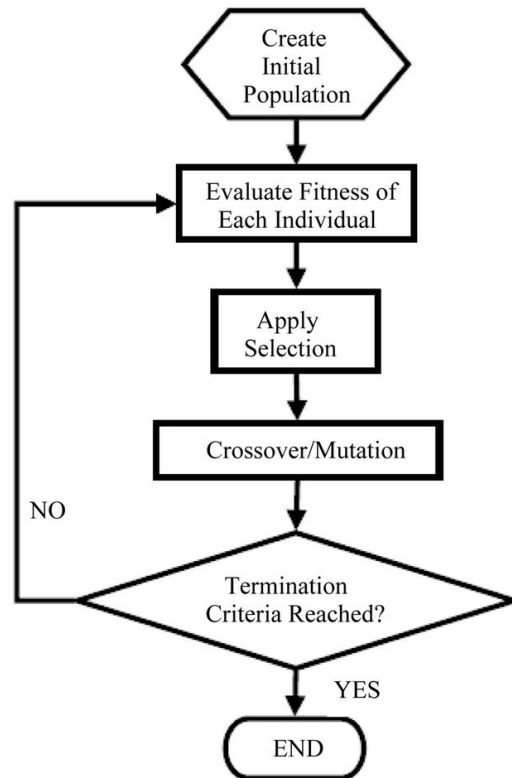 Create
Initial
Population
Evaluate Fitness of
Each Individual
Apply
Selection
Crossover/Mutation
NO
Termination
Criteria Reached?
YES
END